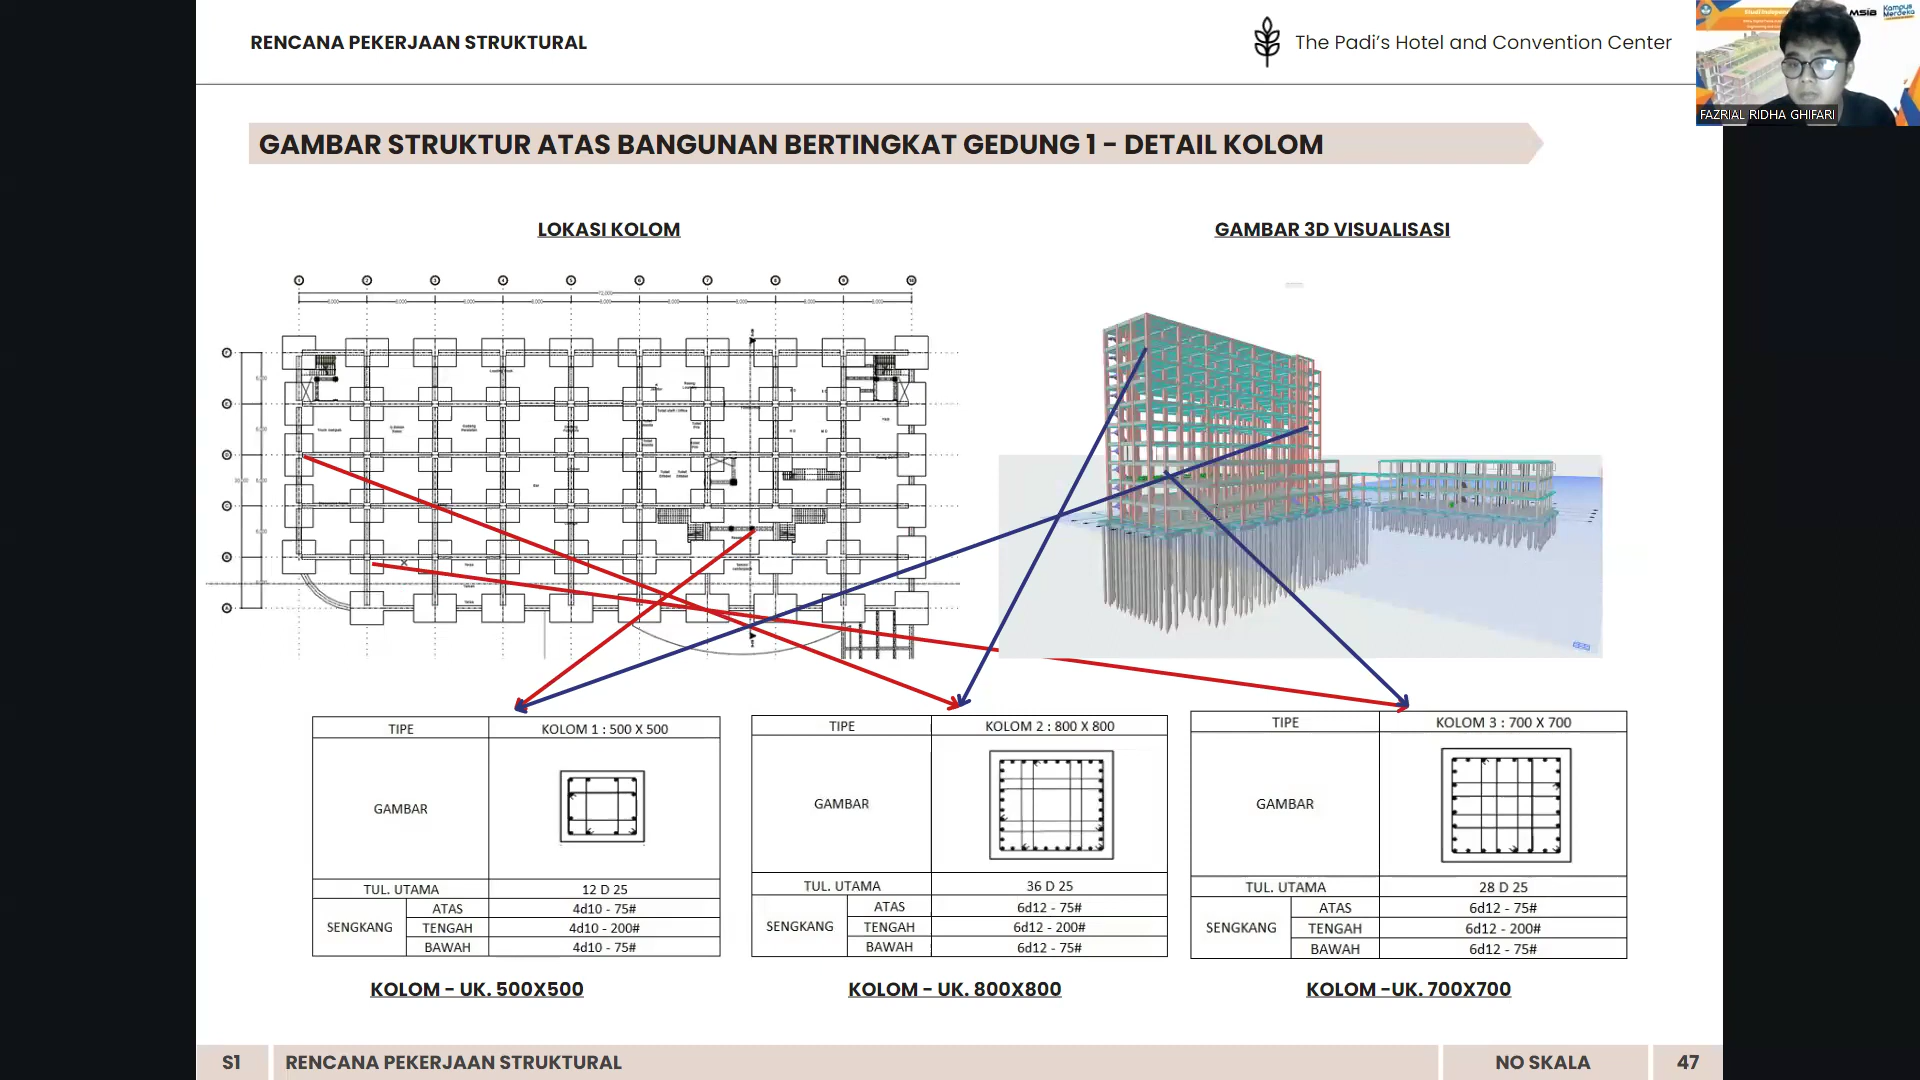 RENCANA PEKERJAAN STRUKTURAL
The Padi's Hotel and Convention Center
MSIB
Kampus
Merdeka
FAZRIAL RIDHA GHIFARI
GAMBAR STRUKTUR ATAS BANGUNAN BERTINGKAT GEDUNG 1 - DETAIL KOLOM
LOKASI KOLOM
GAMBAR 3D VISUALISASI
TIPE
KOLOM 1 : 500 X 500
GAMBAR
TUL. UTAMA
12 D 25
SENGKANG
ATAS
4d10 - 75#
TENGAH
4d10 - 200#
BAWAH
4d10 - 75#
KOLOM - UK. 500X500
TIPE
KOLOM 2 : 800 X 800
GAMBAR
TUL. UTAMA
36 D 25
SENGKANG
ATAS
6d12 - 75#
TENGAH
6d12 - 200#
BAWAH
6d12 - 75#
KOLOM - UK. 800X800
TIPE
KOLOM 3 : 700 X 700
GAMBAR
TUL. UTAMA
28 D 25
SENGKANG
ATAS
6d12 - 75#
TENGAH
6d12 - 200#
BAWAH
6d12 - 75#
KOLOM -UK. 700X700
S1
RENCANA PEKERJAAN STRUKTURAL
NO SKALA
47